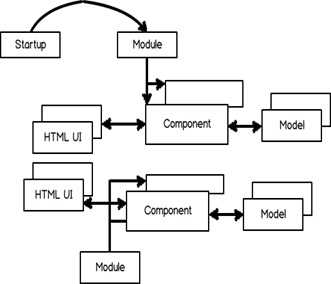 Startup
Module
Component
Model
HTML UI
HTML UI
Component
Model
Module